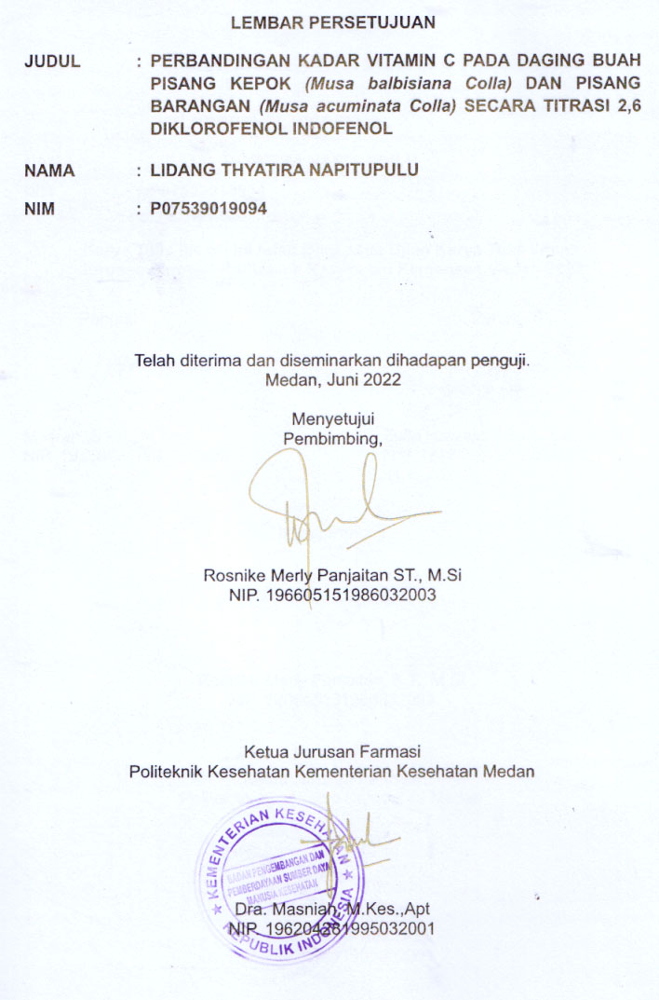 LEMBAR PERSETUJUAN
JUDUL : PERBANDINGAN KADAR VITAMIN C PADA DAGING BUAH
PISANG KEPOK (Musa balbisiana Colla) DAN PISANG
BARANGAN (Musa acuminata Colla) SECARA TITRASI 2,6
DIKLOROFENOL INDOFENOL
NAMA : LIDANG THYATIRA NAPITUPULU
NIM : P07539019094
Telah diterima dan diseminarkan dihadapan penguji.
Medan, Juni 2022
Menyetujui
Pembimbing,
Rosnike Merly Panjaitan ST., M.Si
NIP. 196605151986032003
Ketua Jurusan Farmasi
Politeknik Kesehatan Kementerian Kesehatan Medan
KEMENTERIAN KESEHATAN
BADAN PENGEMBANGAN DAN
PEMBERDAYAAN SUMBER DAYA
MANUSIA KESEHATAN
REPUBLIK INDONESIA
Dra. Masniah, M.Kes.,Apt
NIP. 196204281995032001